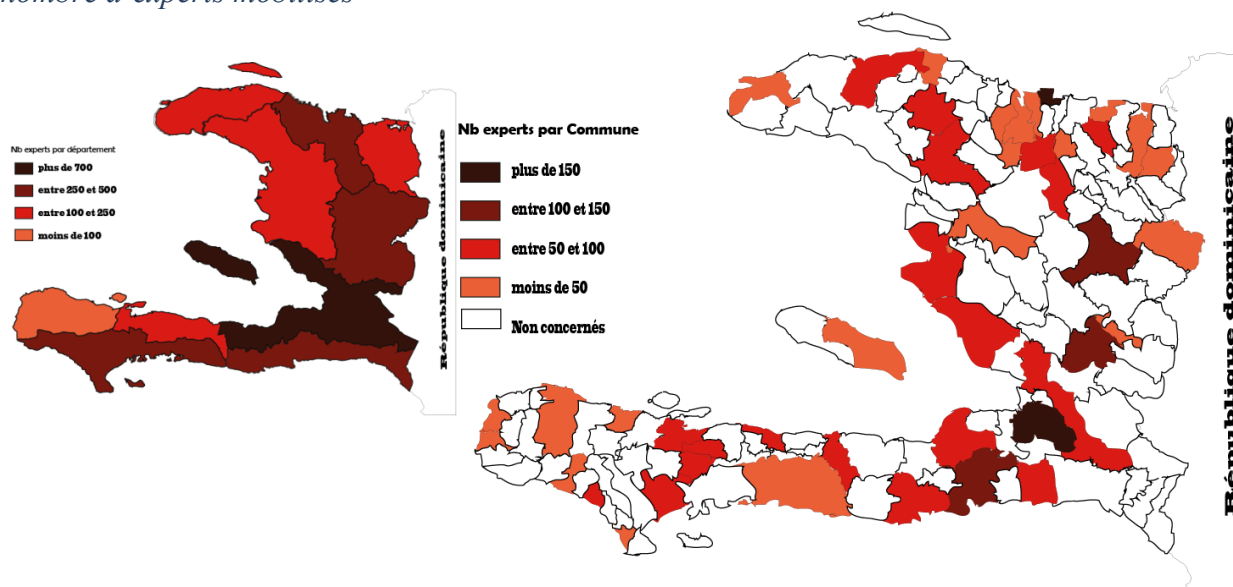 nombre d'experts mobilisés
Nb experts par département
plus de 700
entre 250 et 500
entre 100 et 250
moins de 100
République dominicaine
Nb experts par Commune
plus de 150
entre 100 et 150
entre 50 et 100
moins de 50
Non concernés
République dominicaine